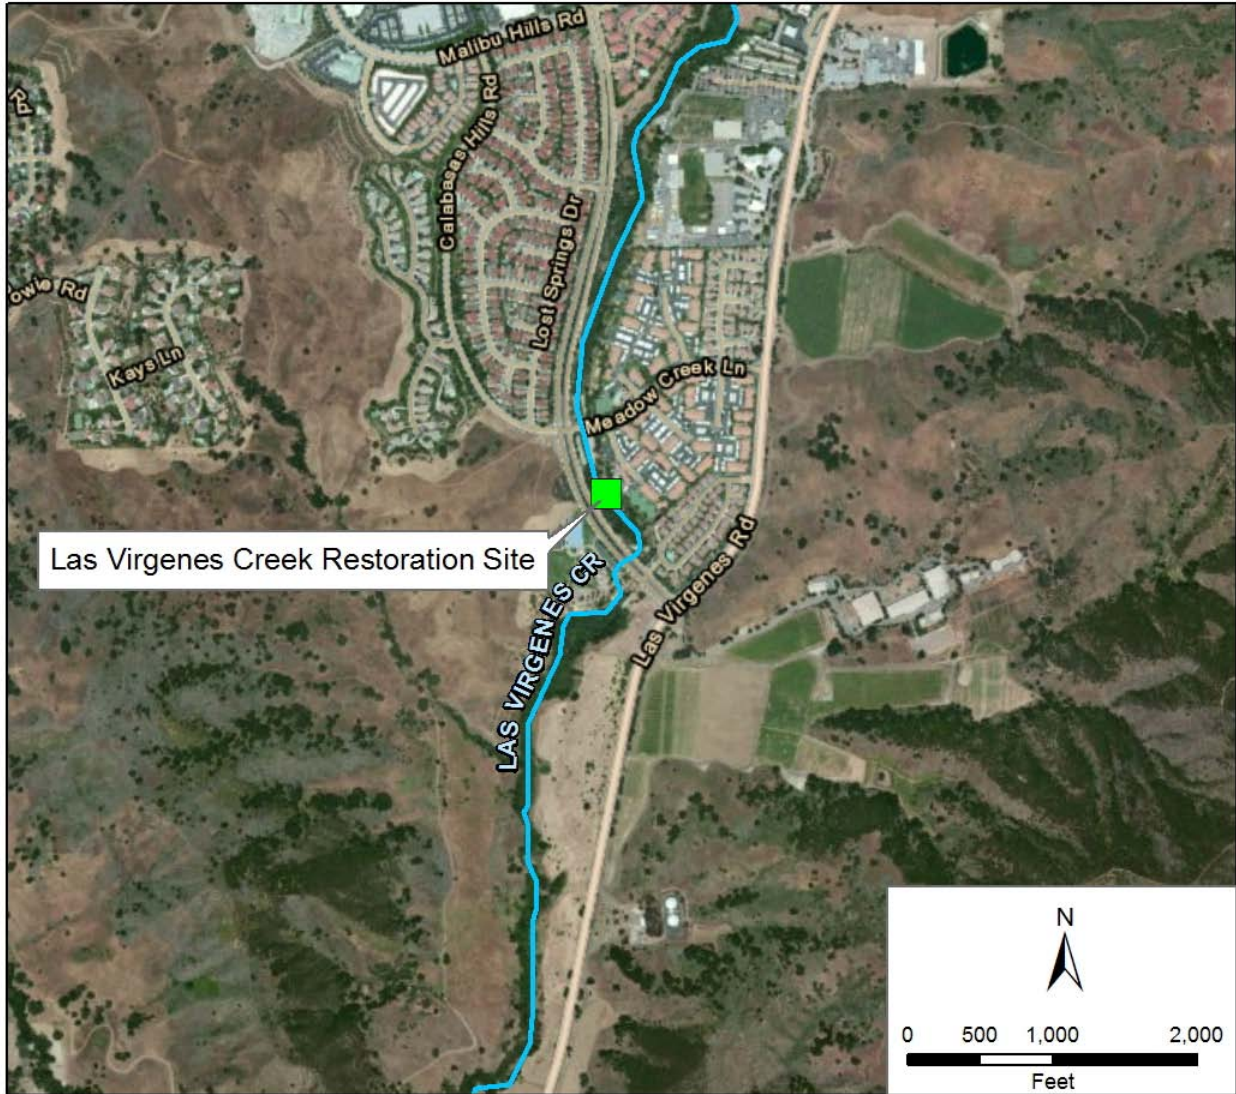 Malibu Hills Rd
Rd
Calabasas Hills Rd
Lost Springs Dr
owie Rd
Kays Ln
Meadow Creek Ln
Las Virgenes Creek Restoration Site
LAS VIRGENES CR
Las Virgenes Rd
N
0 500 1,000 2,000
Feet